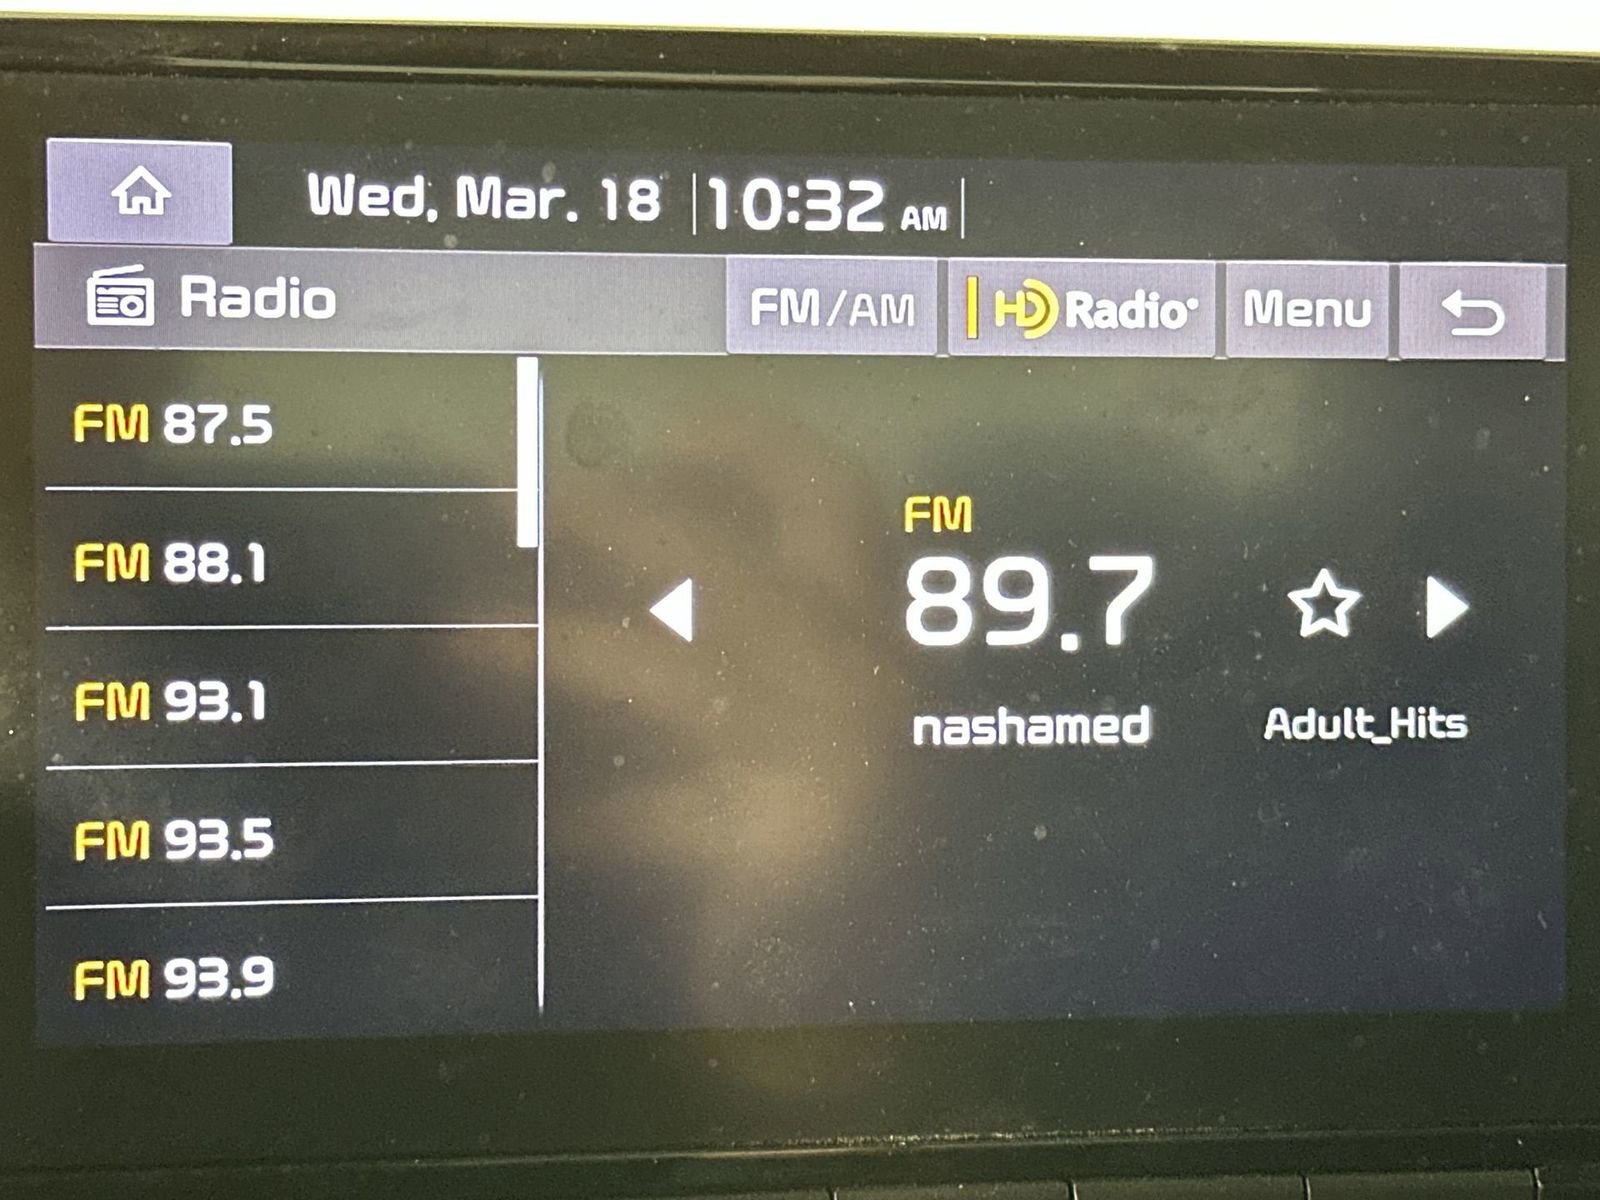 Wed, Mar. 18 10:32 AM
Radio FM/AM HD Radio Menu
FM 87.5
FM 88.1
FM 93.1
FM 93.5
FM 93.9
FM
89.7
nashamed Adult_Hits